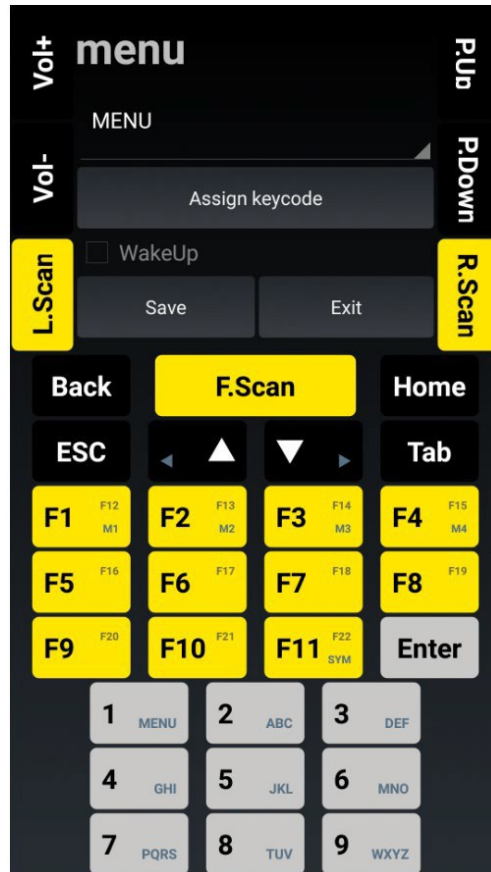 Vol+ menu P.Up
MENU
Vol- Assign keycode P.Down
WakeUp
L.Scan Save Exit R.Scan
Back F.Scan Home
ESC Tab
F1 F12 M1 F2 F13 M2 F3 F14 M3 F4 F15 M4
F5 F16 F6 F17 F7 F18 F8 F19
F9 F20 F10 F21 F11 F22 SYM Enter
1 MENU 2 ABC 3 DEF
4 GHI 5 JKL 6 MNO
7 PQRS 8 TUV 9 WXYZ